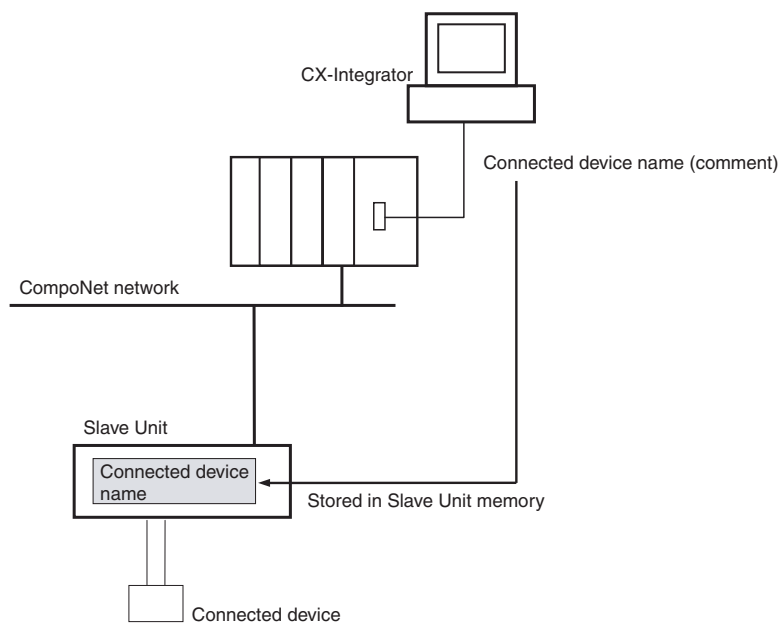 CX-Integrator
Connected device name (comment)
CompoNet network
Slave Unit
Connected device
name
Stored in Slave Unit memory
Connected device